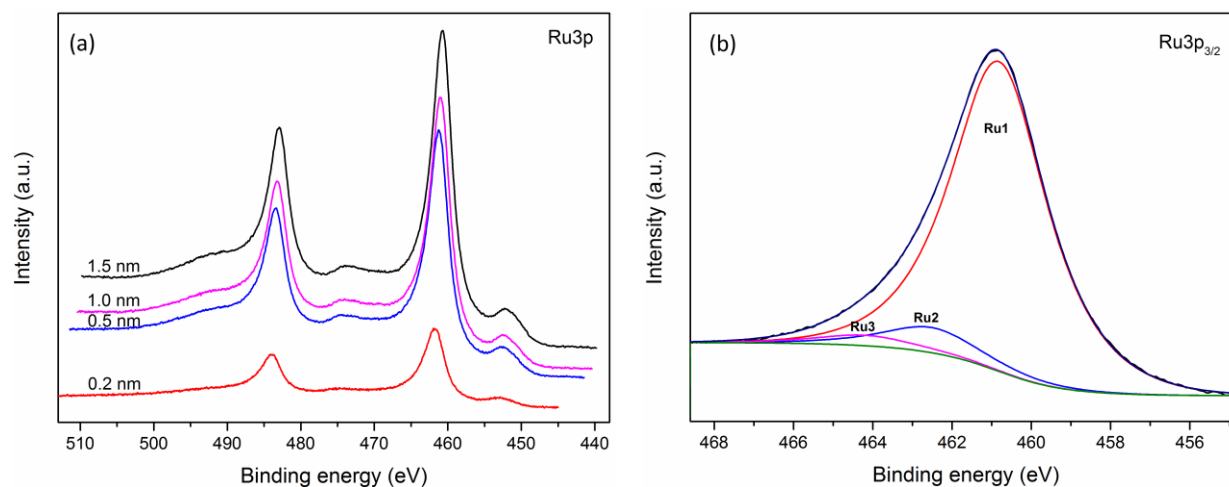 (a)
Ru3p
Intensity (a.u.)
1.5 nm
1.0 nm
0.5 nm
0.2 nm
510 500 490 480 470 460 450 440
Binding energy (eV)
(b)
Ru3p3/2
Intensity (a.u.)
Ru1
Ru2
Ru3
468 466 464 462 460 458 456
Binding energy (eV)